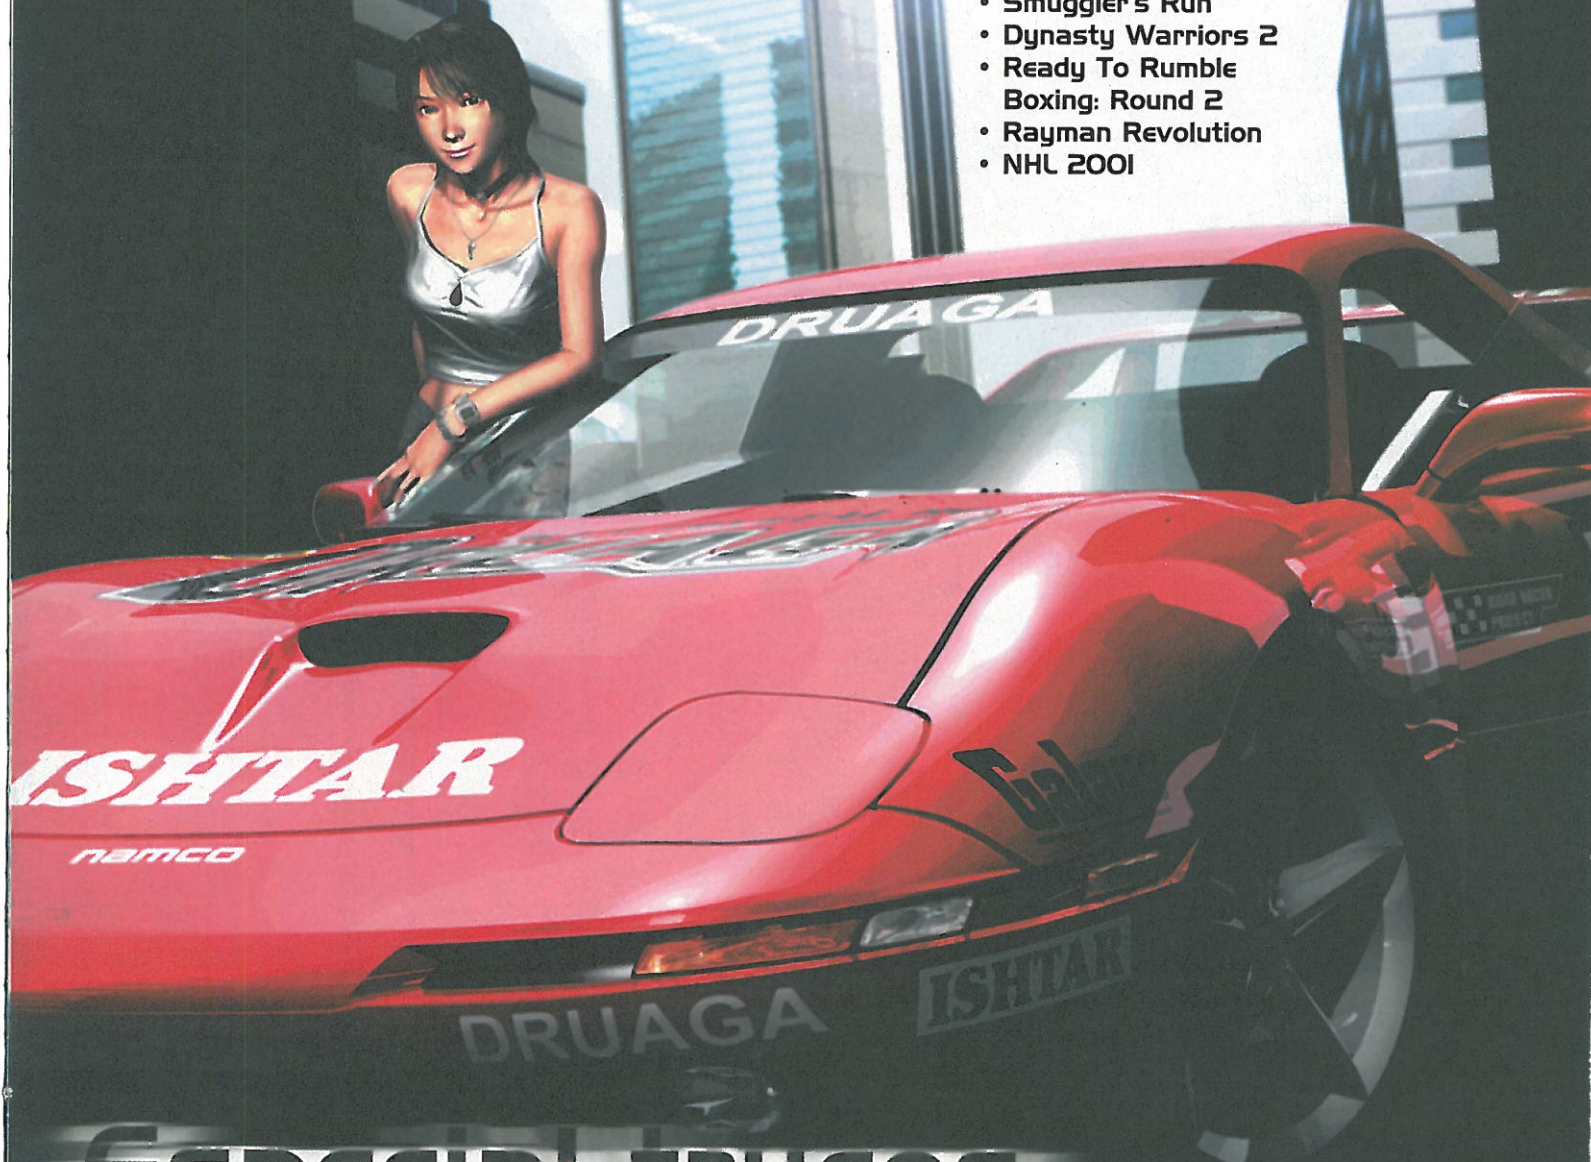 • Smuggler's Run
• Dynasty Warriors 2
• Ready To Rumble
Boxing: Round 2
• Rayman Revolution
• NHL 2001
DRUAGA
ISHTAR
namco
ISHTAR
DRUAGA